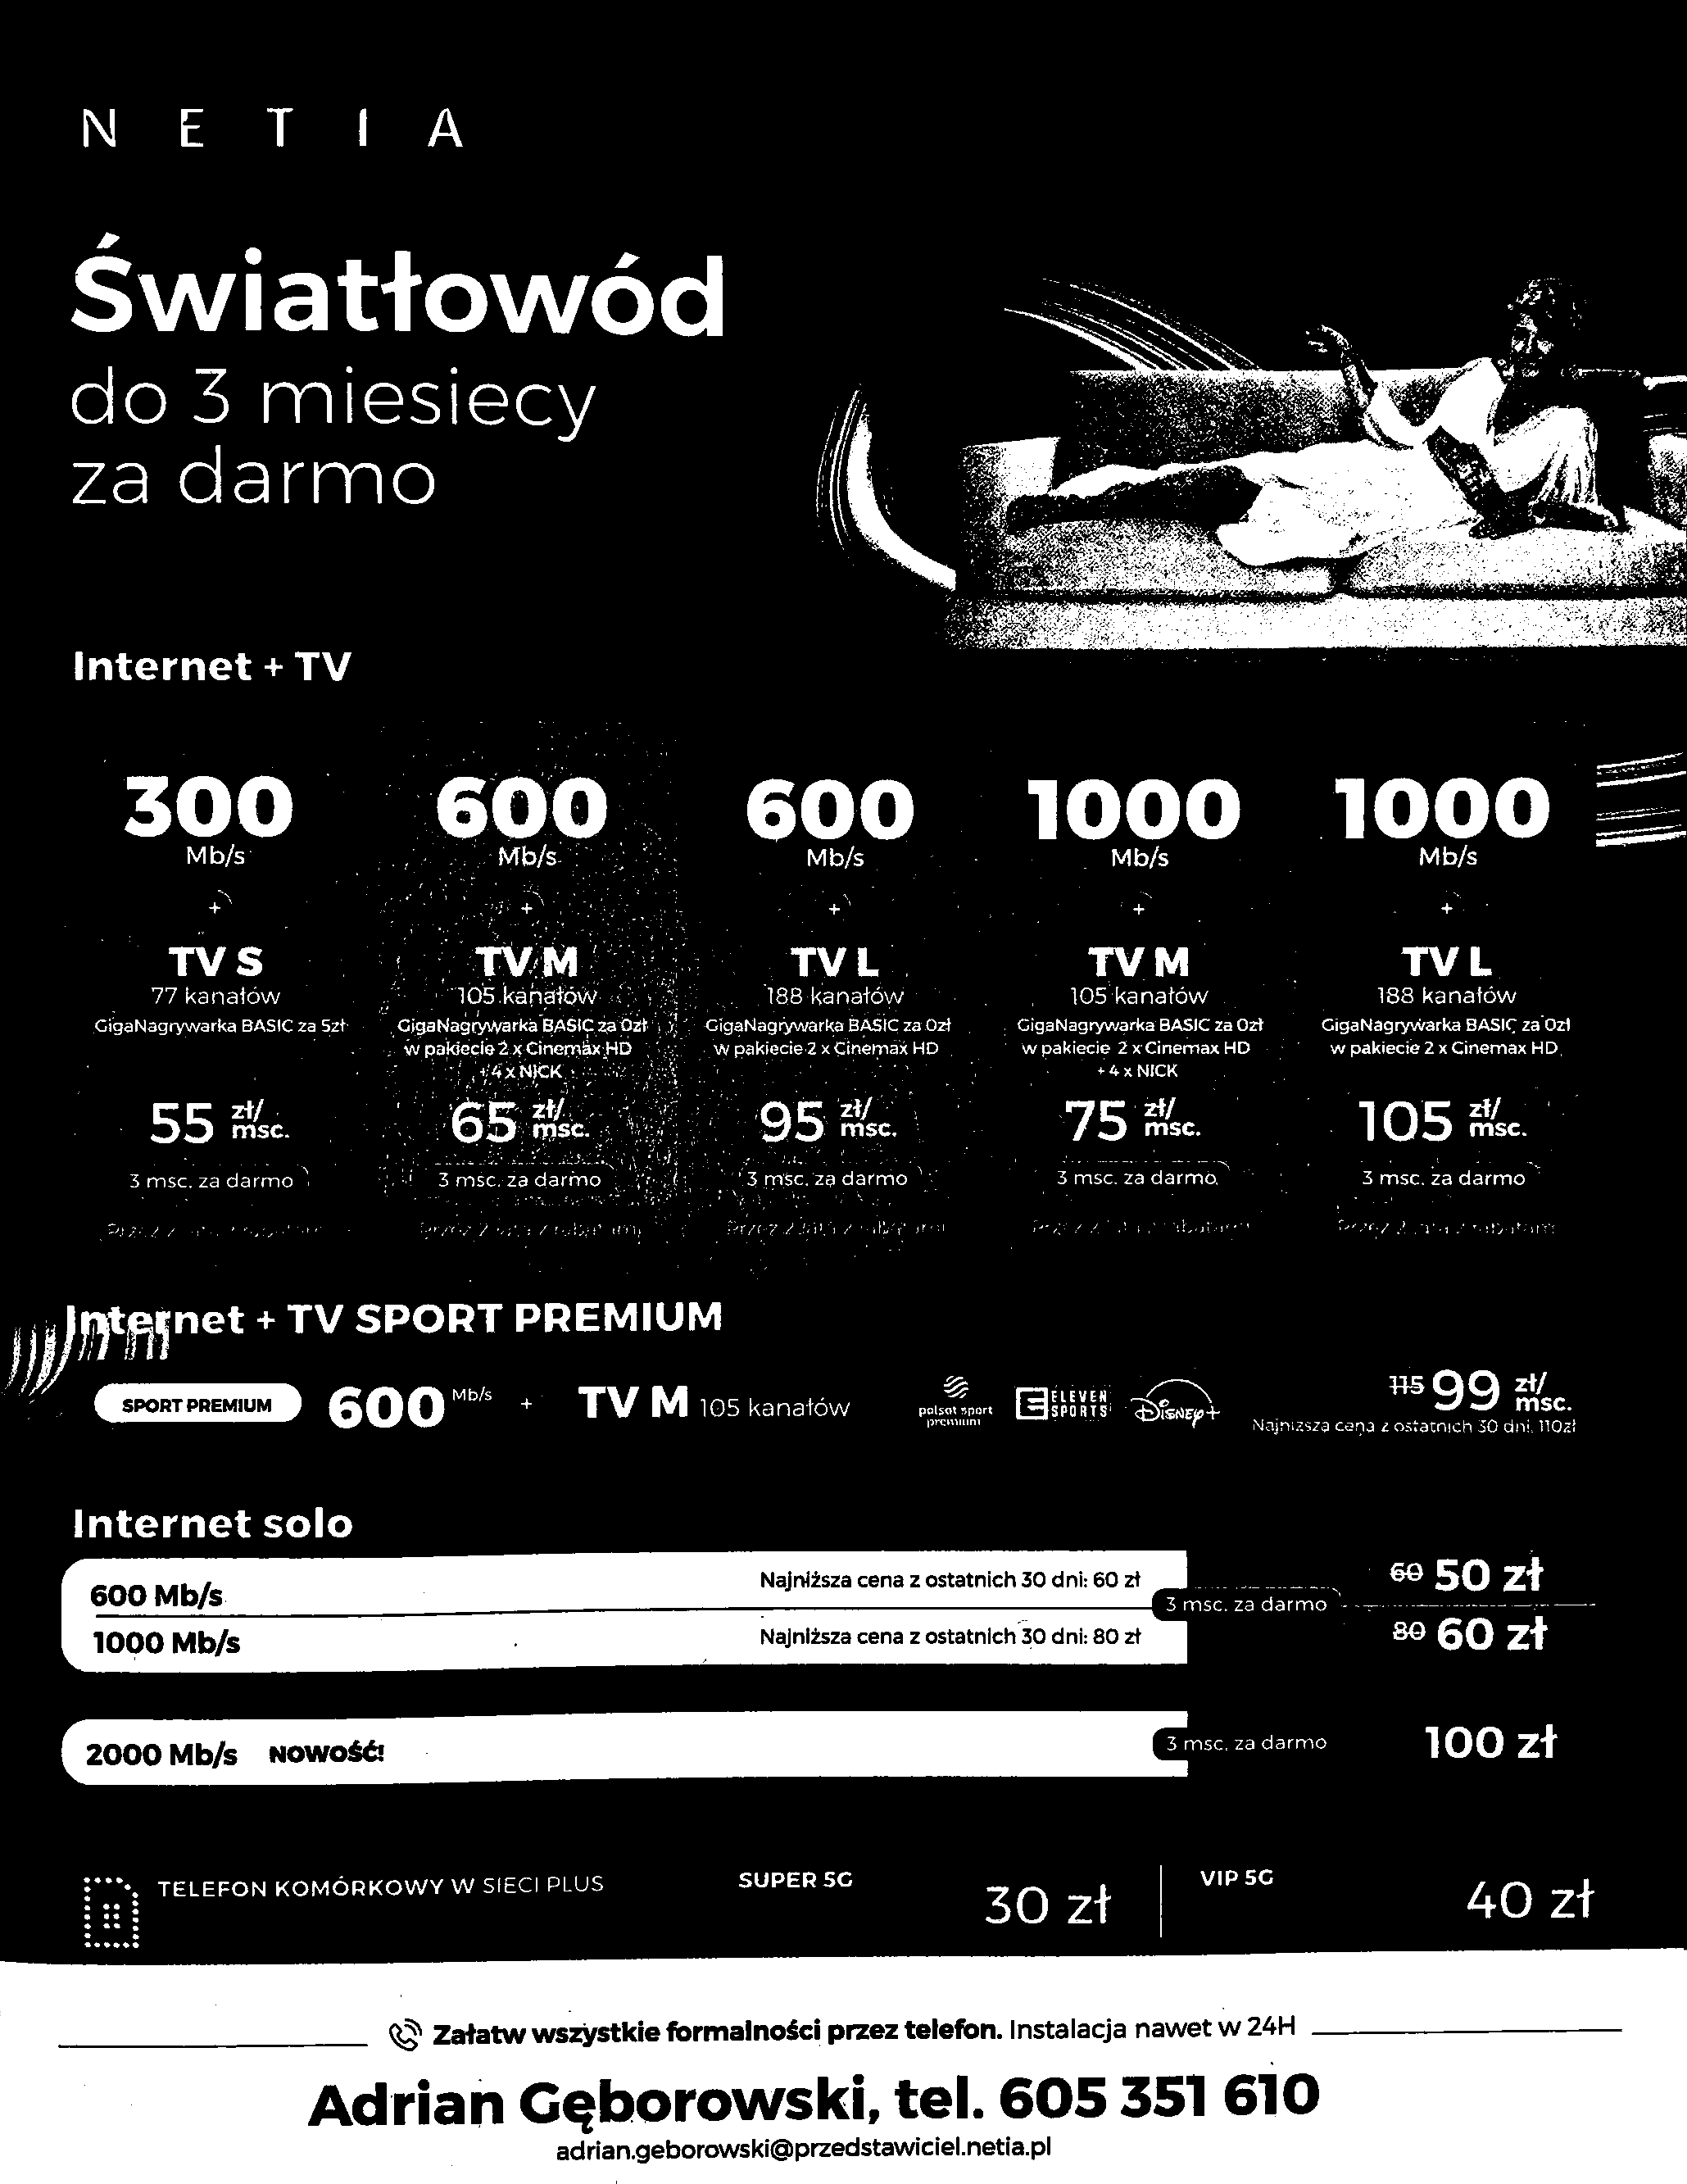 N E T I A
Światłowód
do 3 miesiecy
za darmo
Internet + TV
300 600 600 1000 1000
Mb/s Mb/s Mb/s Mb/s Mb/s
+ + + + +
TV S TV M TV L TV M TV L
77 kanałów 105 kanałów 188 kanałów 105 kanałów 188 kanałów
GigaNagrywarka BASIC za 5zł GigaNagrywarka BASIC za 0zł GigaNagrywarka BASIC za 0zł GigaNagrywarka BASIC za 0zł GigaNagrywarka BASIC za 0zł
w pakiecie 2 x Cinemax HD w pakiecie 2 x Cinemax HD w pakiecie 2 x Cinemax HD w pakiecie 2 x Cinemax HD
+ 4 x NICK + 4 x NICK
55 zł/msc. 65 zł/msc. 95 zł/msc. 75 zł/msc. 105 zł/msc.
3 msc. za darmo 3 msc. za darmo 3 msc. za darmo 3 msc. za darmo 3 msc. za darmo
Internet + TV SPORT PREMIUM
SPORT PREMIUM 600 Mb/s + TV M 105 kanałów polsat sport premium ELEVEN SPORTS Disney+ 115 99 zł/msc.
Najniższa cena z ostatnich 30 dni: 110zł
Internet solo
600 Mb/s Najniższa cena z ostatnich 30 dni: 60 zł 60 50 zł
3 msc. za darmo
1000 Mb/s Najniższa cena z ostatnich 30 dni: 80 zł 80 60 zł
2000 Mb/s NOWOŚĆ! 3 msc. za darmo 100 zł
TELEFON KOMÓRKOWY W SIECI PLUS SUPER 5G 30 zł VIP 5G 40 zł
Załatw wszystkie formalności przez telefon. Instalacja nawet w 24H
Adrian Gęborowski, tel. 605 351 610
adrian.geborowski@przedstawiciel.netia.pl